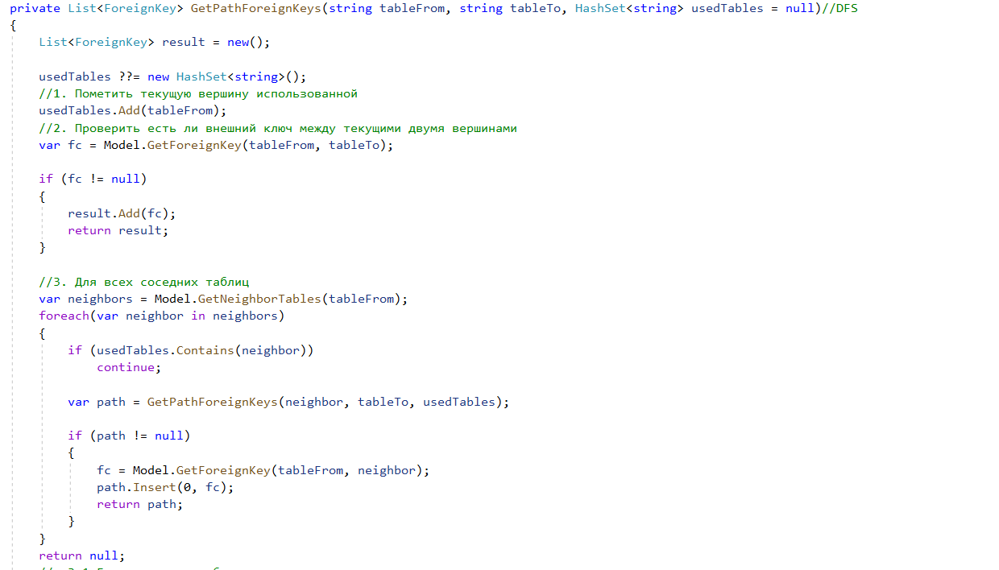 private List<ForeignKey> GetPathForeignKeys(string tableFrom, string tableTo, HashSet<string> usedTables = null)//DFS
{
List<ForeignKey> result = new();
usedTables ??= new HashSet<string>();
//1. Пометить текущую вершину использованной
usedTables.Add(tableFrom);
//2. Проверить есть ли внешний ключ между текущими двумя вершинами
var fc = Model.GetForeignKey(tableFrom, tableTo);
if (fc != null)
{
result.Add(fc);
return result;
}
//3. Для всех соседних таблиц
var neighbors = Model.GetNeighborTables(tableFrom);
foreach(var neighbor in neighbors)
{
if (usedTables.Contains(neighbor))
continue;
var path = GetPathForeignKeys(neighbor, tableTo, usedTables);
if (path != null)
{
fc = Model.GetForeignKey(tableFrom, neighbor);
path.Insert(0, fc);
return path;
}
}
return null;